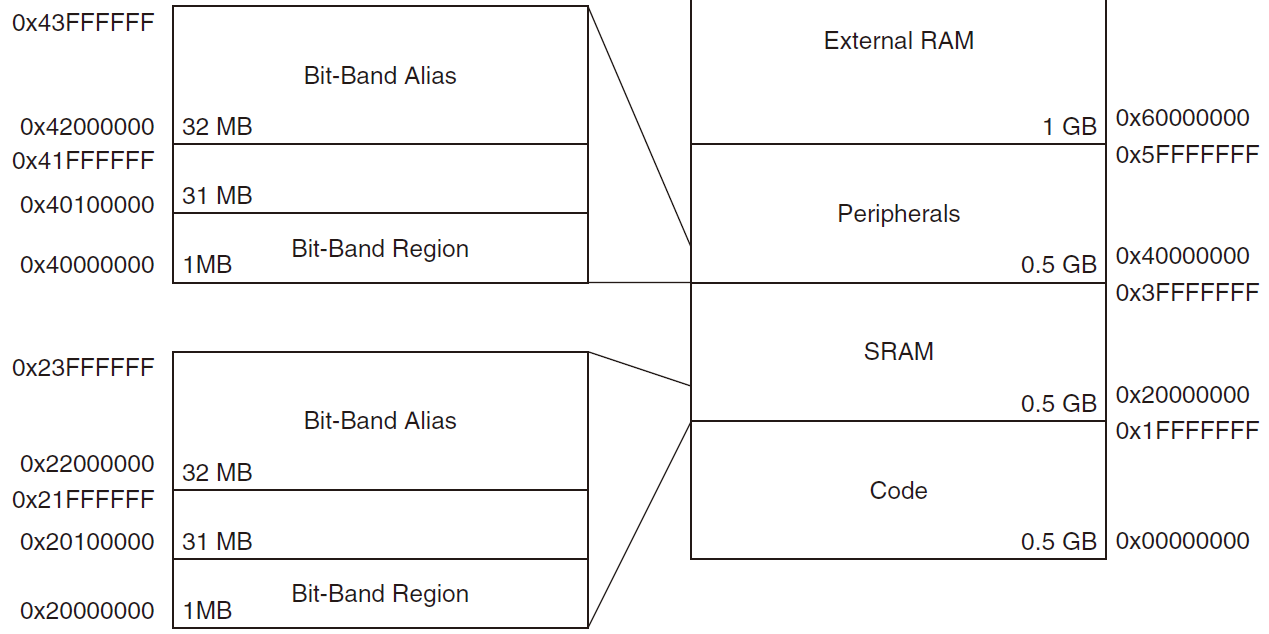 0x43FFFFFF
Bit-Band Alias
0x42000000
32 MB
0x41FFFFFF
31 MB
0x40100000
Bit-Band Region
0x40000000
1MB
0x23FFFFFF
Bit-Band Alias
0x22000000
32 MB
0x21FFFFFF
0x20100000
31 MB
Bit-Band Region
0x20000000
1MB
External RAM
1 GB
0x60000000
0x5FFFFFFF
Peripherals
0.5 GB
0x40000000
0x3FFFFFFF
SRAM
0.5 GB
0x20000000
0x1FFFFFFF
Code
0.5 GB
0x00000000